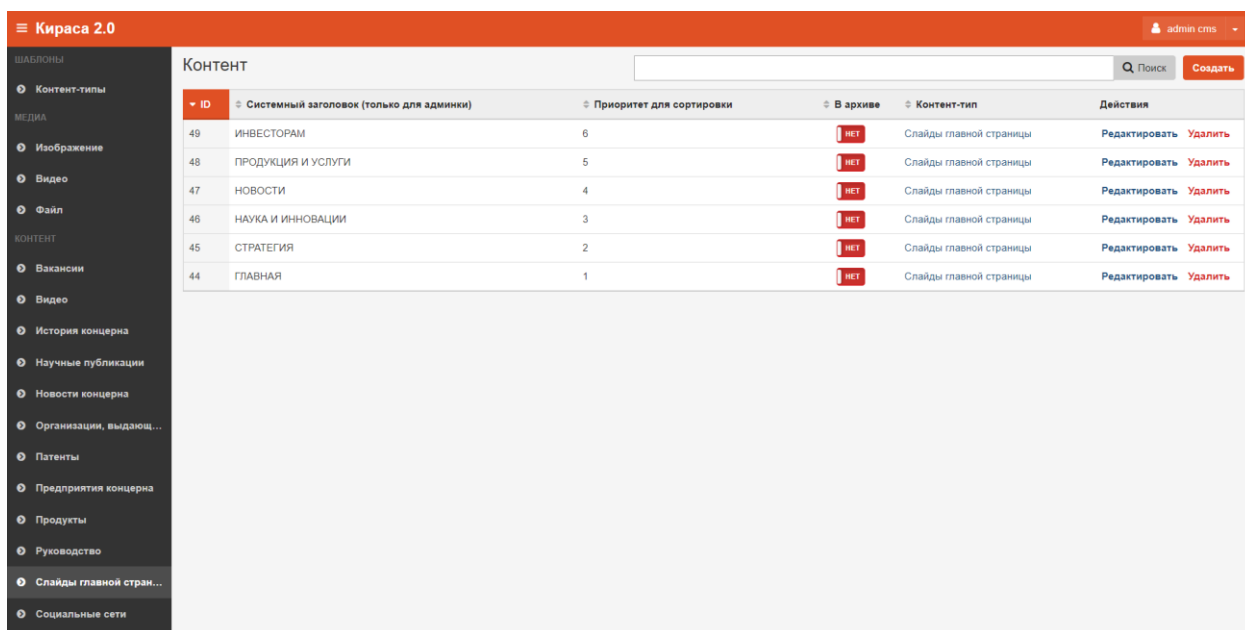 Кираса 2.0
admin cms
ШАБЛОНЫ
Контент-типы
МЕДИА
Изображение
Видео
Файл
КОНТЕНТ
Вакансии
Видео
История концерна
Научные публикации
Новости концерна
Организации, выдающ...
Патенты
Предприятия концерна
Продукты
Руководство
Слайды главной стран...
Социальные сети
Контент
Поиск Создать
ID Системный заголовок (только для админки) Приоритет для сортировки В архиве Контент-тип Действия
49 ИНВЕСТОРАМ 6 НЕТ Слайды главной страницы Редактировать Удалить
48 ПРОДУКЦИЯ И УСЛУГИ 5 НЕТ Слайды главной страницы Редактировать Удалить
47 НОВОСТИ 4 НЕТ Слайды главной страницы Редактировать Удалить
46 НАУКА И ИННОВАЦИИ 3 НЕТ Слайды главной страницы Редактировать Удалить
45 СТРАТЕГИЯ 2 НЕТ Слайды главной страницы Редактировать Удалить
44 ГЛАВНАЯ 1 НЕТ Слайды главной страницы Редактировать Удалить